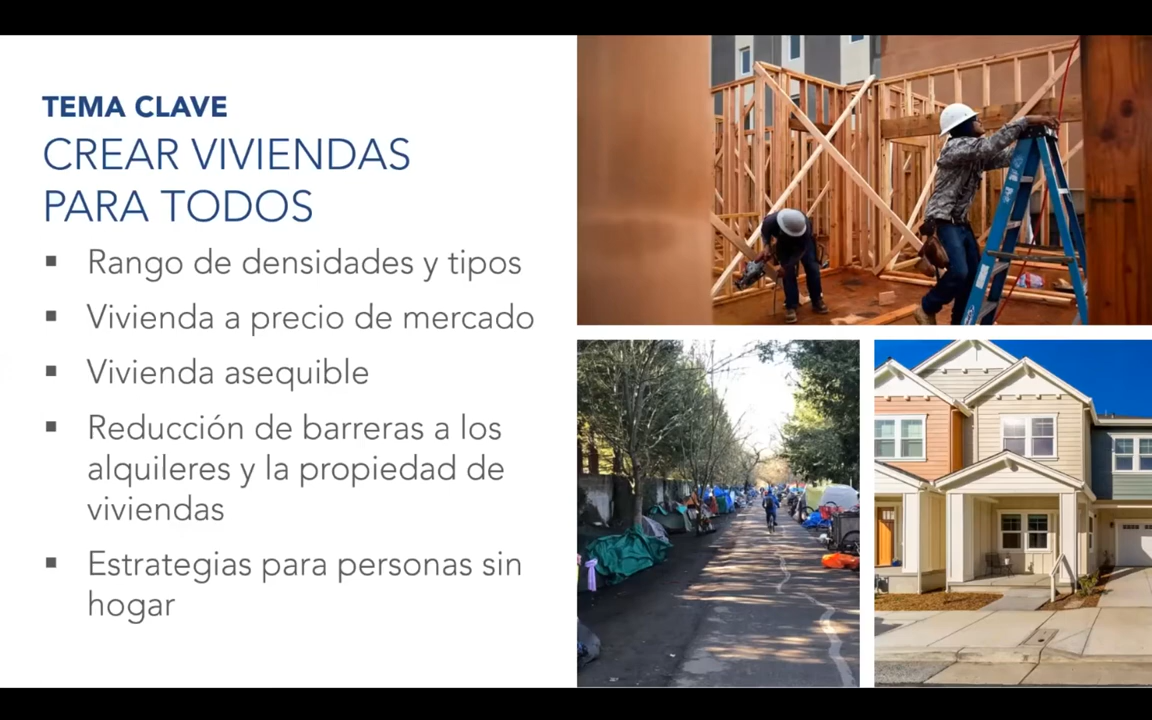 TEMA CLAVE
CREAR VIVIENDAS
PARA TODOS
▪ Rango de densidades y tipos
▪ Vivienda a precio de mercado
▪ Vivienda asequible
▪ Reducción de barreras a los
alquileres y la propiedad de
viviendas
▪ Estrategias para personas sin
hogar